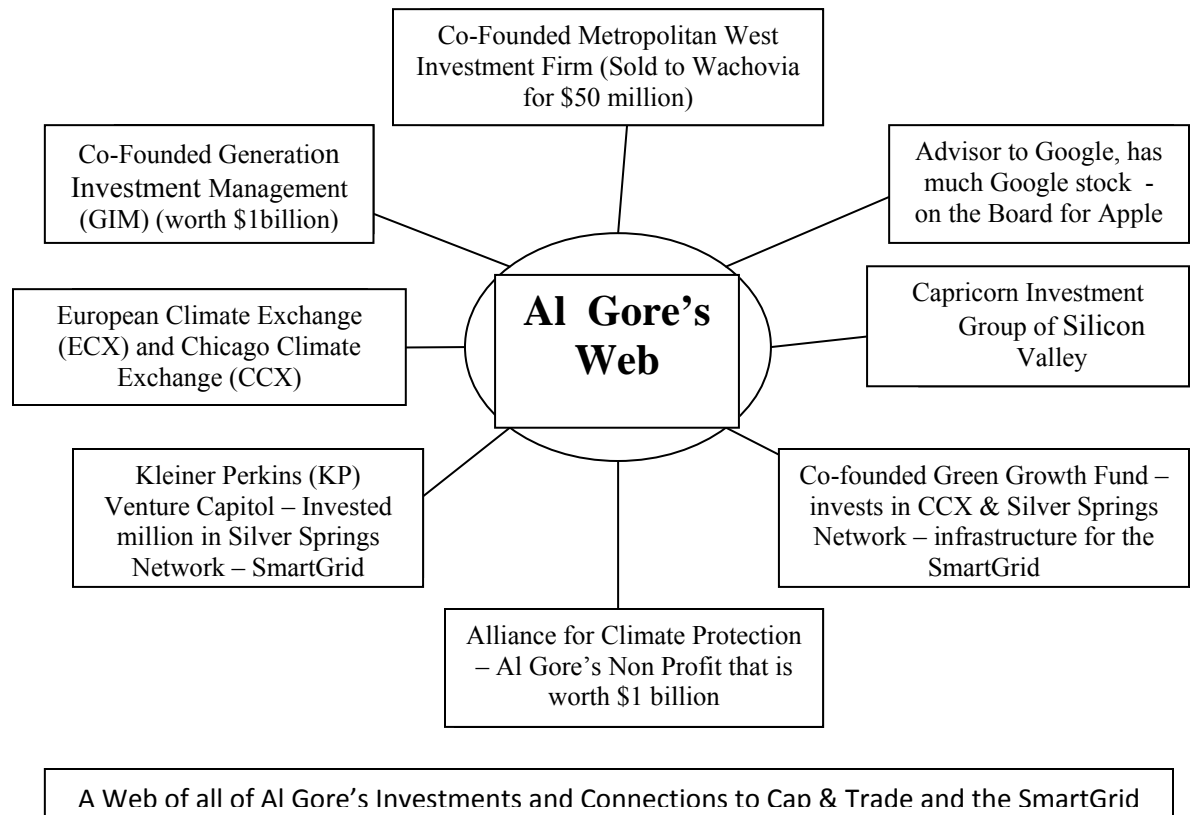 Co-Founded Metropolitan West
Investment Firm (Sold to Wachovia
for $50 million)
Co-Founded Generation
Investment Management
(GIM) (worth $1billion)
Advisor to Google, has
much Google stock -
on the Board for Apple
Al Gore's
Web
European Climate Exchange
(ECX) and Chicago Climate
Exchange (CCX)
Capricorn Investment
Group of Silicon
Valley
Kleiner Perkins (KP)
Venture Capitol – Invested
million in Silver Springs
Network – SmartGrid
Co-founded Green Growth Fund –
invests in CCX & Silver Springs
Network – infrastructure for the
SmartGrid
Alliance for Climate Protection
– Al Gore's Non Profit that is
worth $1 billion
A Web of all of Al Gore's Investments and Connections to Cap & Trade and the SmartGrid